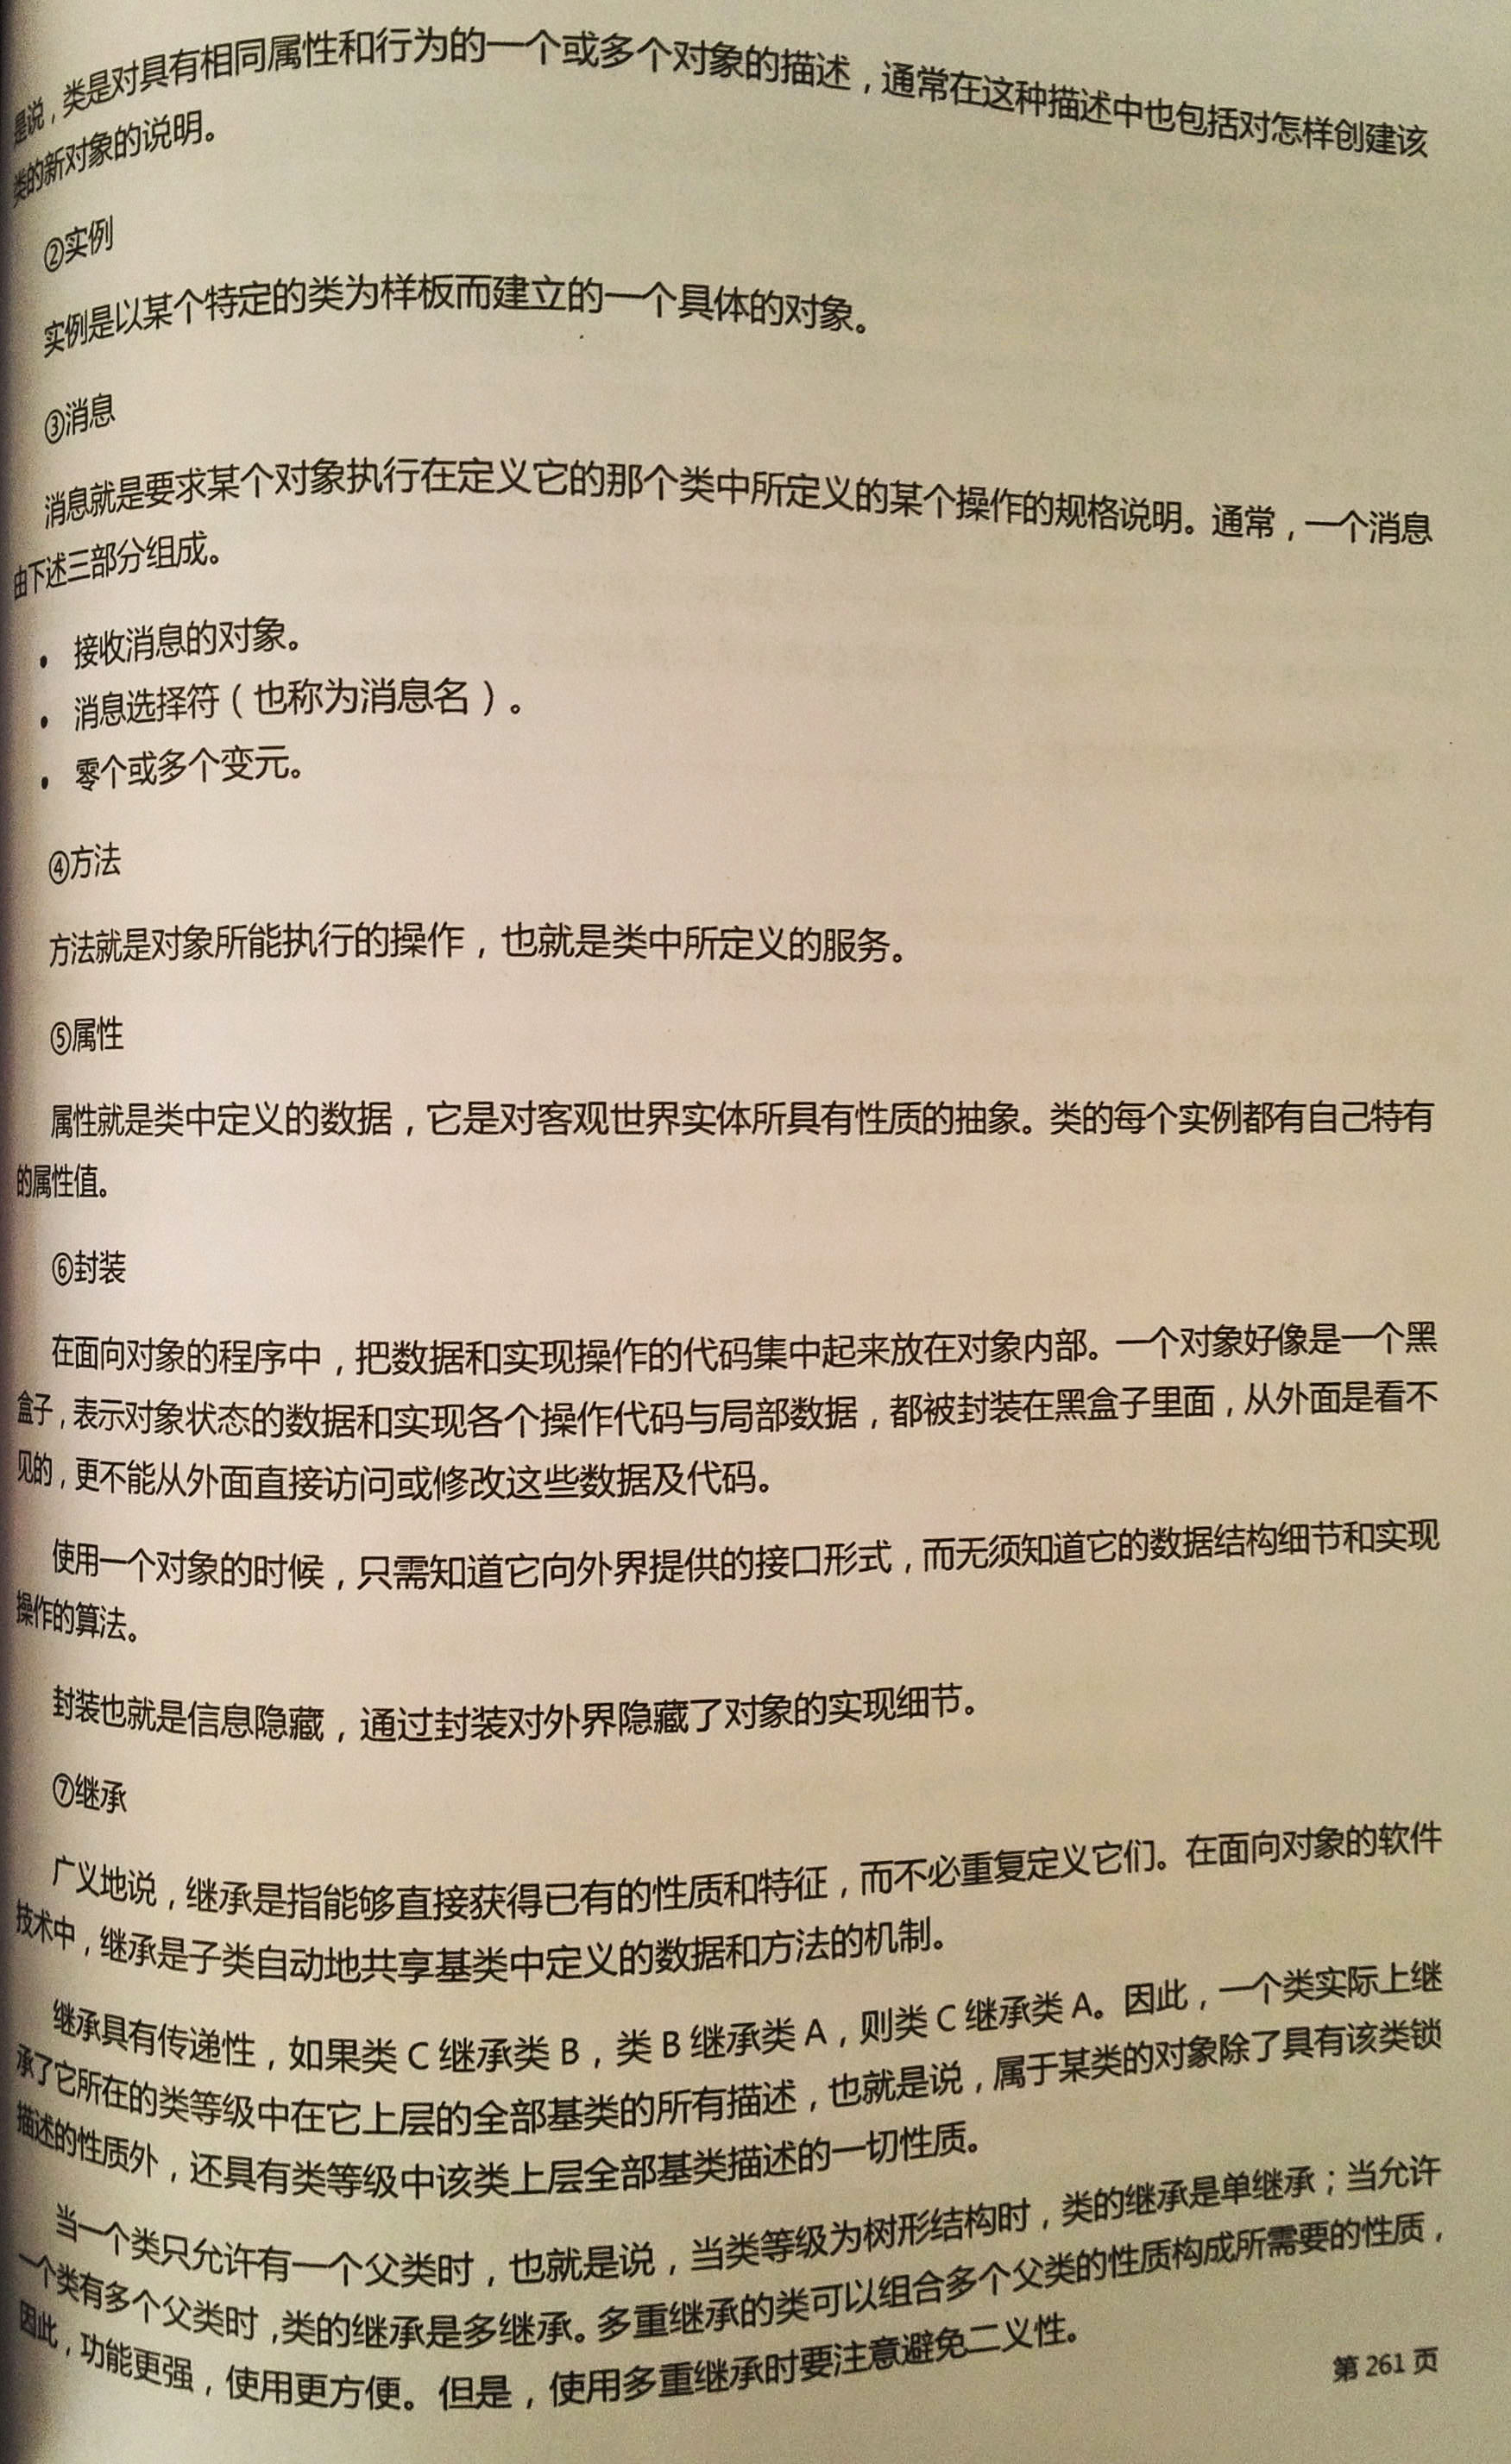 是说，类是对具有相同属性和行为的一个或多个对象的描述，通常在这种描述中也包括对怎样创建该
类的新对象的说明。
②实例
实例是以某个特定的类为样板而建立的一个具体的对象。
③消息
消息就是要求某个对象执行在定义它的那个类中所定义的某个操作的规格说明。通常，一个消息
由下述三部分组成。
• 接收消息的对象。
• 消息选择符（也称为消息名）。
• 零个或多个变元。
④方法
方法就是对象所能执行的操作，也就是类中所定义的服务。
⑤属性
属性就是类中定义的数据，它是对客观世界实体所具有性质的抽象。类的每个实例都有自己特有
的属性值。
⑥封装
在面向对象的程序中，把数据和实现操作的代码集中起来放在对象内部。一个对象好像是一个黑
盒子，表示对象状态的数据和实现各个操作代码与局部数据，都被封装在黑盒子里面，从外面是看不
见的，更不能从外面直接访问或修改这些数据及代码。
使用一个对象的时候，只需知道它向外界提供的接口形式，而无须知道它的数据结构细节和实现
操作的算法。
封装也就是信息隐藏，通过封装对外界隐藏了对象的实现细节。
⑦继承
广义地说，继承是指能够直接获得已有的性质和特征，而不必重复定义它们。在面向对象的软件
技术中，继承是子类自动地共享基类中定义的数据和方法的机制。
继承具有传递性，如果类 C 继承类 B，类 B 继承类 A，则类 C 继承类 A。因此，一个类实际上继
承了它所在的类等级中在它上层的全部基类的所有描述，也就是说，属于某类的对象除了具有该类锁
描述的性质外，还具有类等级中该类上层全部基类描述的一切性质。
当一个类只允许有一个父类时，也就是说，当类等级为树形结构时，类的继承是单继承；当允许
一个类有多个父类时，类的继承是多继承。多重继承的类可以组合多个父类的性质构成所需要的性质，
因此，功能更强，使用更方便。但是，使用多重继承时要注意避免二义性。
第 261 页